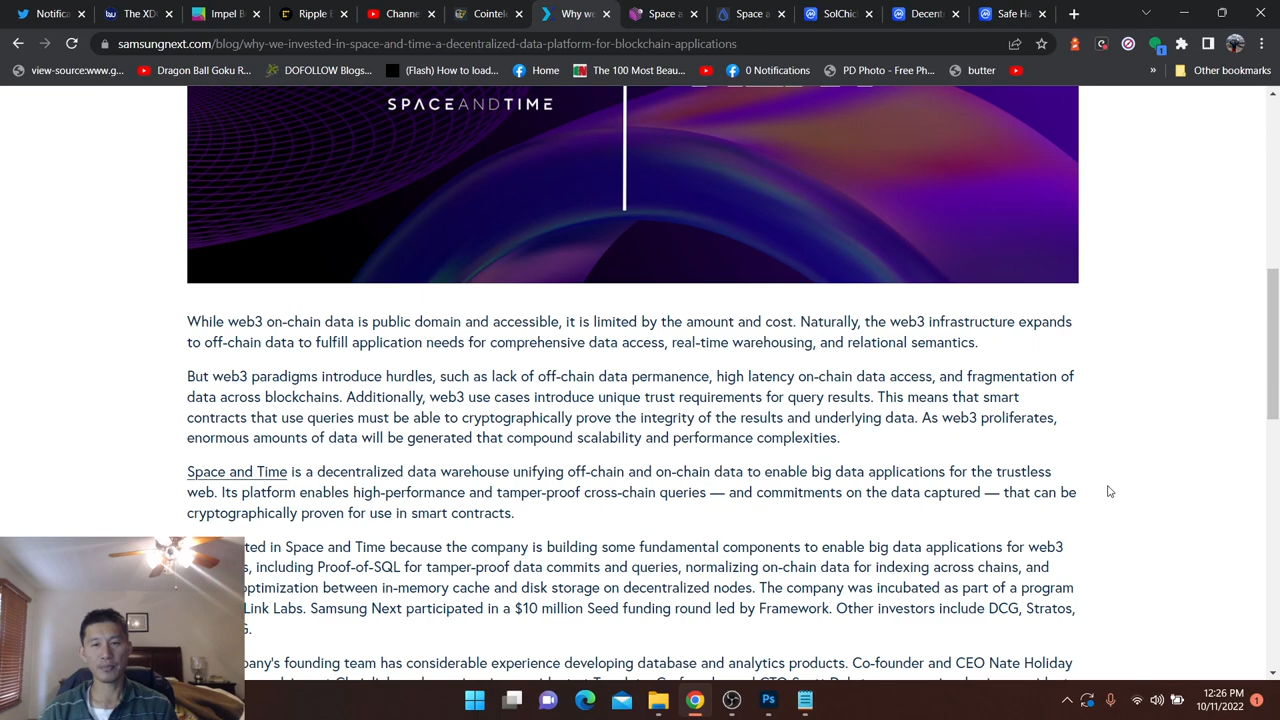 Notifica
The XD
Impel B
Ripple E
Channe
Cointele
Why we
Space a
Space a
SolChic
Decent
Safe Ha
samsungnext.com/blog/why-we-invested-in-space-and-time-a-decentralized-data-platform-for-blockchain-applications
view-source:www.g...
Dragon Ball Goku R...
DOFOLLOW Blogs...
(Flash) How to load...
Home
The 100 Most Beau...
0 Notifications
PD Photo - Free Ph...
butter
»
Other bookmarks
SPACEANDTIME
While web3 on-chain data is public domain and accessible, it is limited by the amount and cost. Naturally, the web3 infrastructure expands
to off-chain data to fulfill application needs for comprehensive data access, real-time warehousing, and relational semantics.
But web3 paradigms introduce hurdles, such as lack of off-chain data permanence, high latency on-chain data access, and fragmentation of
data across blockchains. Additionally, web3 use cases introduce unique trust requirements for query results. This means that smart
contracts that use queries must be able to cryptographically prove the integrity of the results and underlying data. As web3 proliferates,
enormous amounts of data will be generated that compound scalability and performance complexities.
Space and Time is a decentralized data warehouse unifying off-chain and on-chain data to enable big data applications for the trustless
web. Its platform enables high-performance and tamper-proof cross-chain queries — and commitments on the data captured — that can be
cryptographically proven for use in smart contracts.
ted in Space and Time because the company is building some fundamental components to enable big data applications for web3
s, including Proof-of-SQL for tamper-proof data commits and queries, normalizing on-chain data for indexing across chains, and
optimization between in-memory cache and disk storage on decentralized nodes. The company was incubated as part of a program
Link Labs. Samsung Next participated in a $10 million Seed funding round led by Framework. Other investors include DCG, Stratos,
G.
pany's founding team has considerable experience developing database and analytics products. Co-founder and CEO Nate Holiday
12:26 PM
10/11/2022